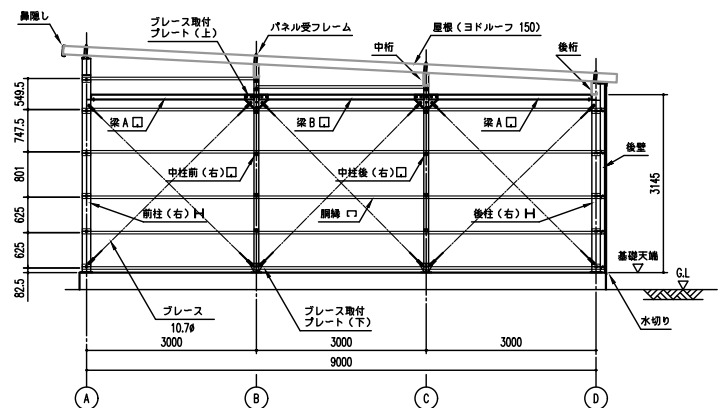 鼻隠し
ブレース取付
プレート(上)
パネル受フレーム
中桁
屋根(ヨドルーフ 150)
後桁
549.5
747.5
801
625
625
82.5
梁A
梁B
梁A
中柱前(右)
中柱後(右)
後壁
3145
前柱(右)
胴縁
後柱(右)
基礎天端
G.L
ブレース
10.7φ
ブレース取付
プレート(下)
水切り
3000
3000
3000
9000
A
B
C
D